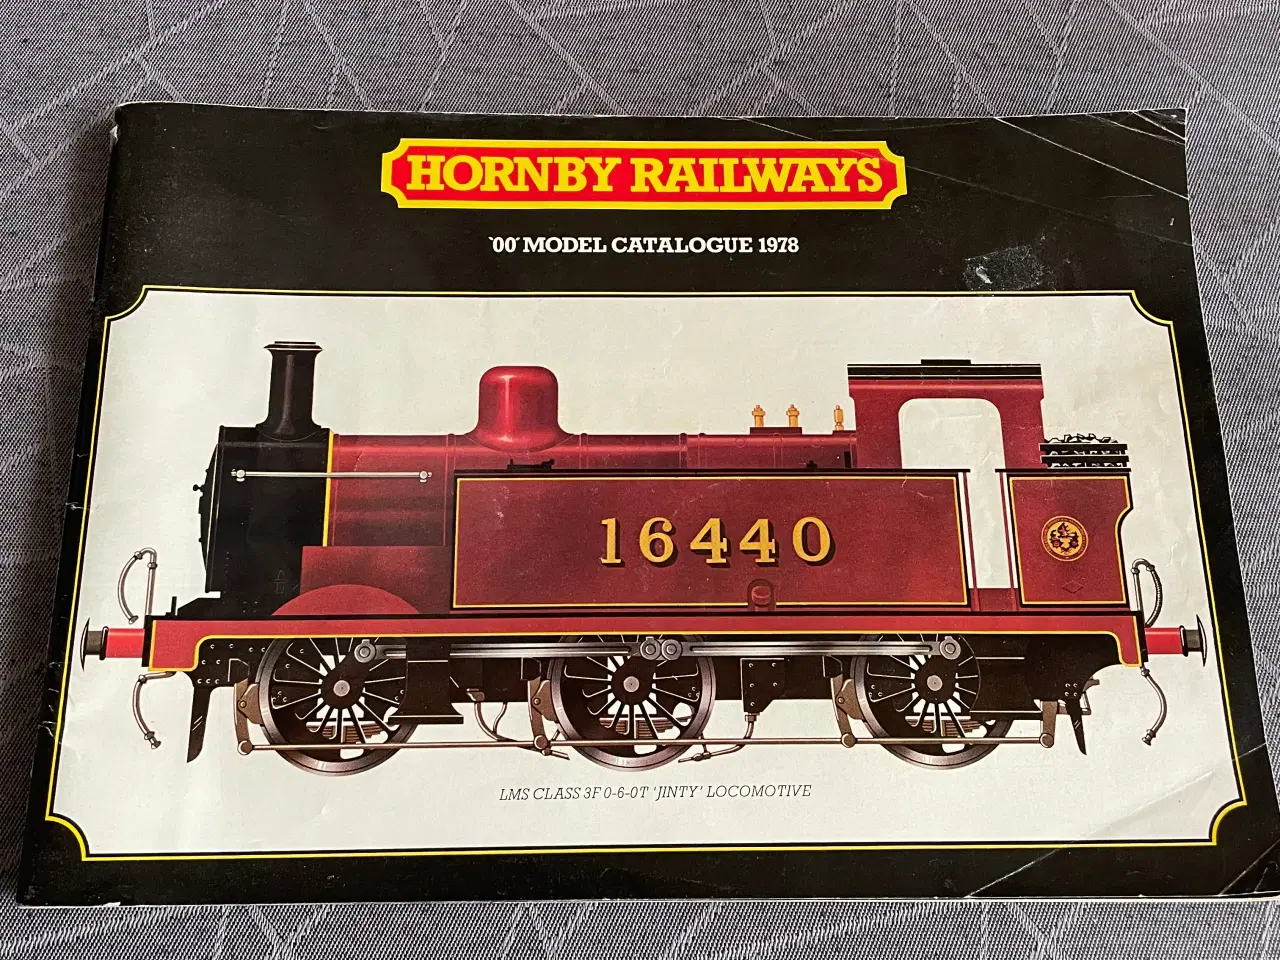 HORNBY RAILWAYS
‵00′ MODEL CATALOGUE 1978
16440
LMS CLASS 3F 0-6-0T ‘JINTY’ LOCOMOTIVE